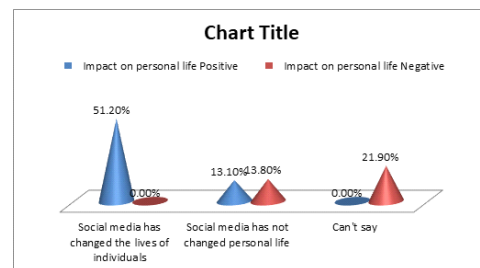 Chart Title
Impact on personal life Positive
Impact on personal life Negative
51.20%
0.00%
13.10%
13.80%
0.00%
21.90%
Social media has
changed the lives of
individuals
Social media has not
changed personal life
Can't say